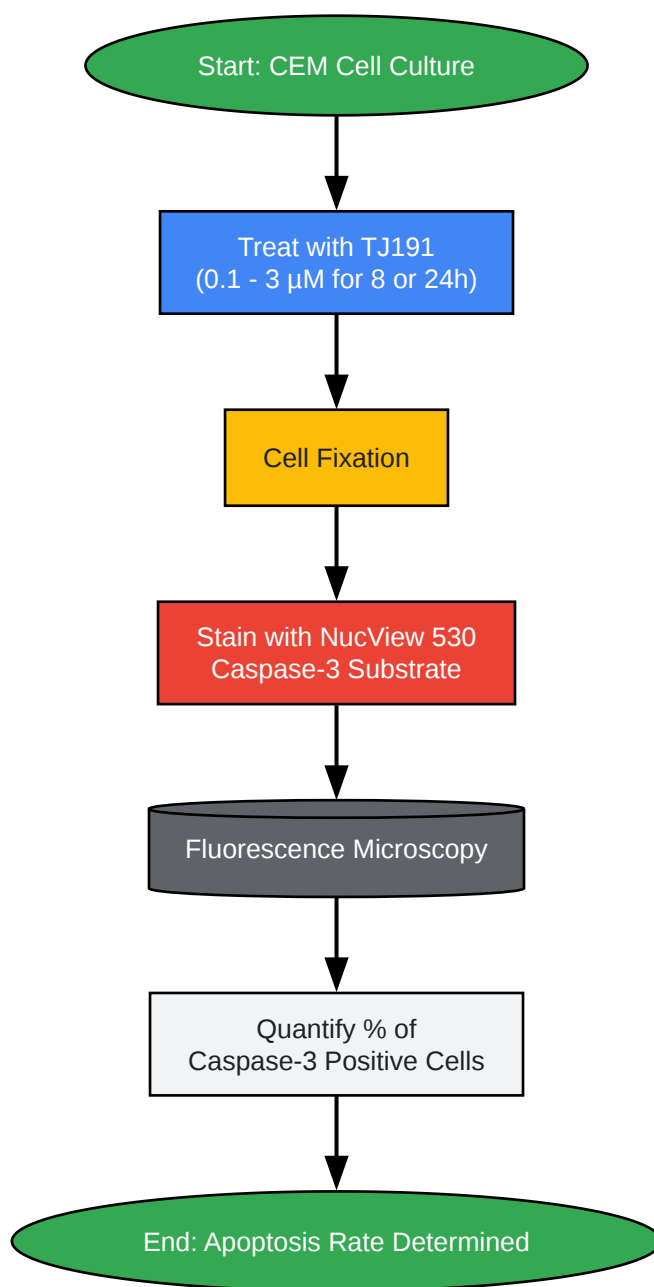 Start: CEM Cell Culture
Treat with TJ191
(0.1 - 3 µM for 8 or 24h)
Cell Fixation
Stain with NucView 530
Caspase-3 Substrate
Fluorescence Microscopy
Quantify % of
Caspase-3 Positive Cells
End: Apoptosis Rate Determined